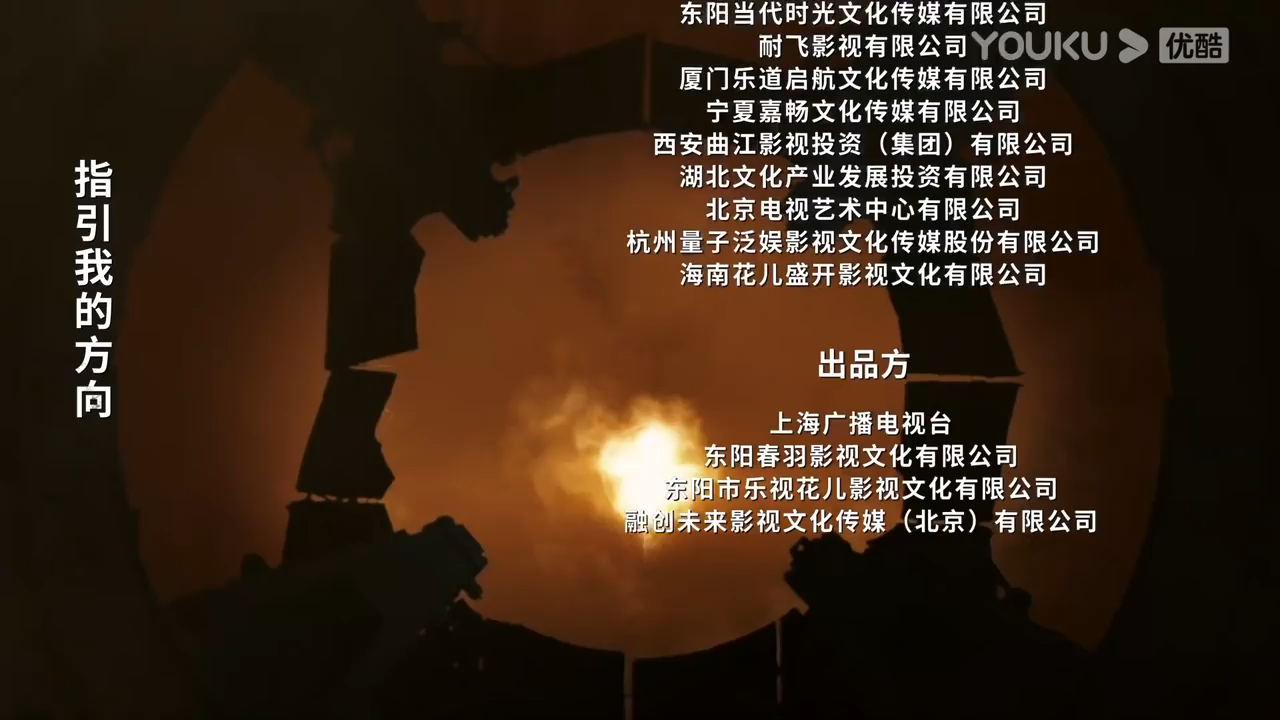 东阳当代时光文化传媒有限公司
耐飞影视有限公司
YOUKU 优酷
厦门乐道启航文化传媒有限公司
宁夏嘉畅文化传媒有限公司
西安曲江影视投资（集团）有限公司
湖北文化产业发展投资有限公司
北京电视艺术中心有限公司
杭州量子泛娱影视文化传媒股份有限公司
海南花儿盛开影视文化有限公司
出品方
上海广播电视台
东阳春羽影视文化有限公司
东阳市乐视花儿影视文化有限公司
融创未来影视文化传媒（北京）有限公司
指引我的方向